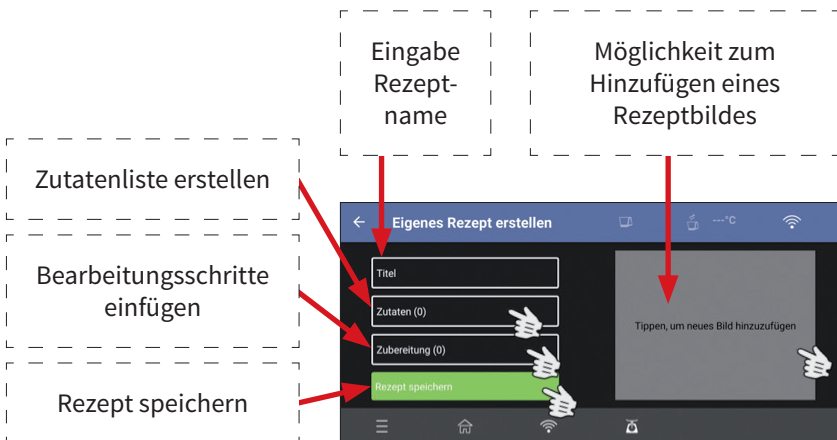 Eingabe
Rezept-
name
Möglichkeit zum
Hinzufügen eines
Rezeptbildes
Zutatenliste erstellen
Bearbeitungsschritte
einfügen
Rezept speichern
Eigenes Rezept erstellen
---°C
Titel
Zutaten (0)
Zubereitung (0)
Rezept speichern
Tippen, um neues Bild hinzuzufügen